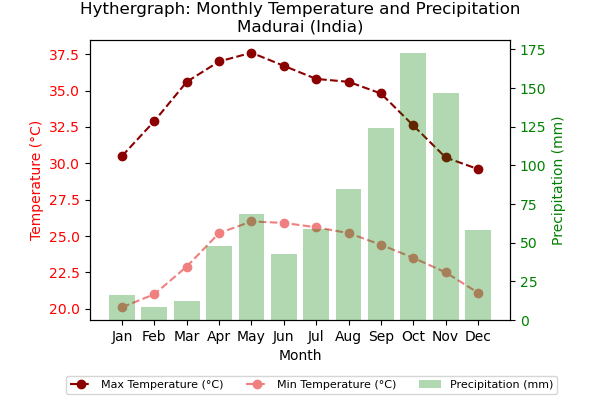 Hythergraph: Monthly Temperature and Precipitation
Madurai (India)
Temperature (°C)
37.5
35.0
32.5
30.0
27.5
25.0
22.5
20.0
Precipitation (mm)
175
150
125
100
75
50
25
0
Jan Feb Mar Apr May Jun Jul Aug Sep Oct Nov Dec
Month
Max Temperature (°C) Min Temperature (°C) Precipitation (mm)